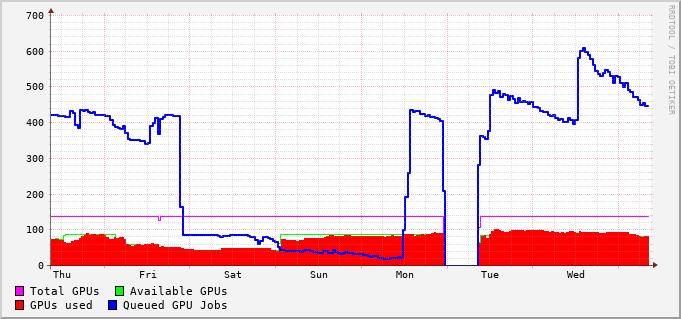 700
600
500
400
300
200
100
0
Thu Fri Sat Sun Mon Tue Wed
Total GPUs Available GPUs
GPUs used Queued GPU Jobs
RRDTOOL / TOBI OETIKER